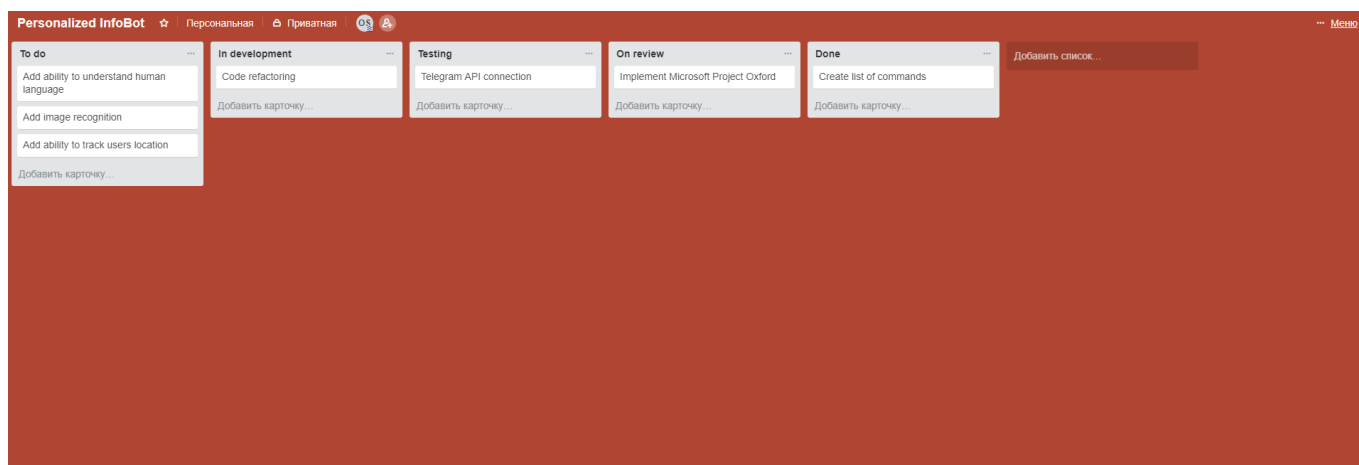 Personalized InfoBot Персональная Приватная OS ··· Меню
To do ···
Add ability to understand human
language
Add image recognition
Add ability to track users location
Добавить карточку…
In development ···
Code refactoring
Добавить карточку…
Testing ···
Telegram API connection
Добавить карточку…
On review ···
Implement Microsoft Project Oxford
Добавить карточку…
Done ···
Create list of commands
Добавить карточку…
Добавить список…